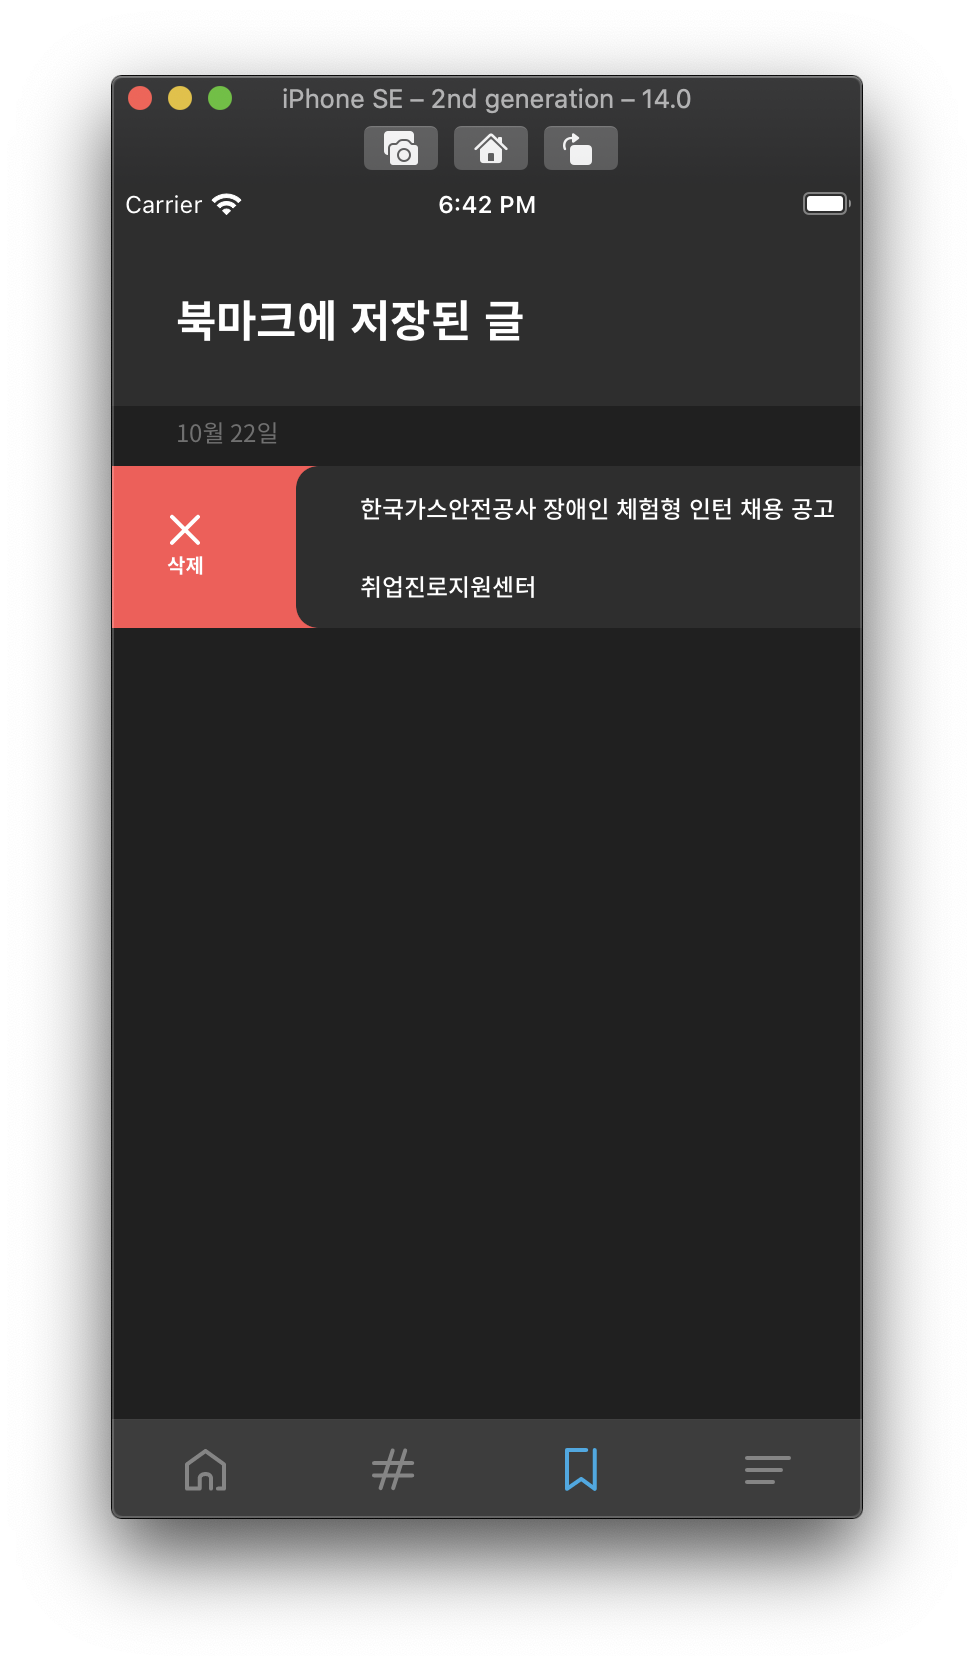 iPhone SE – 2nd generation – 14.0
Carrier 6:42 PM
북마크에 저장된 글
10월 22일
한국가스안전공사 장애인 체험형 인턴 채용 공고
삭제
취업진로지원센터